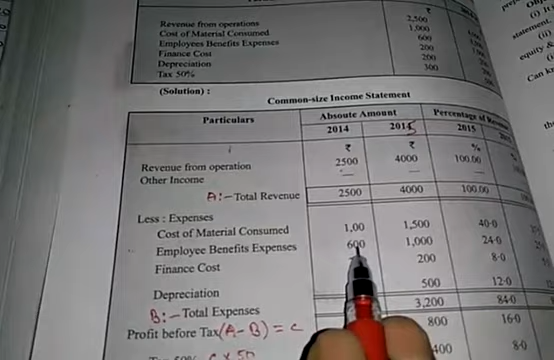 ₹
Revenue from operations 2,500
Cost of Material Consumed 1,000
Employees Benefits Expenses 600
Finance Cost 200
Depreciation 200
Tax 50% 300
(Solution) :
Common-size Income Statement
Particulars Absoute Amount Percentage of
2014 2015 2015
₹ ₹ %
Revenue from operation 2500 4000 100.00
Other Income — —
A:- Total Revenue 2500 4000 100.00
Less : Expenses
Cost of Material Consumed 1,00 1,500 40·0
Employee Benefits Expenses 600 1,000 24·0
Finance Cost 200 8·0
Depreciation 500 12·0
B:- Total Expenses 3,200 84·0
Profit before Tax (A - B) = C 800 16·0
400 8·0
(i) It
statement.
(ii)
equity
Can